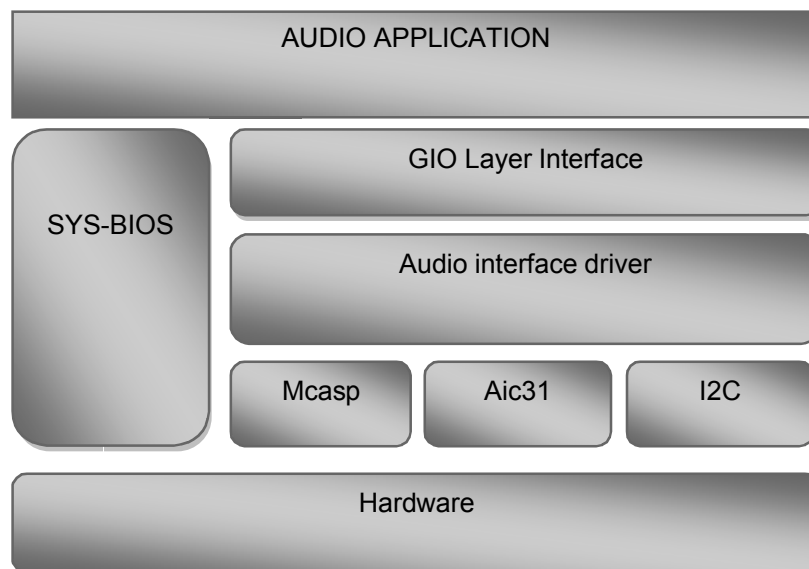 AUDIO APPLICATION
GIO Layer Interface
SYS-BIOS
Audio interface driver
Mcasp
Aic31
I2C
Hardware